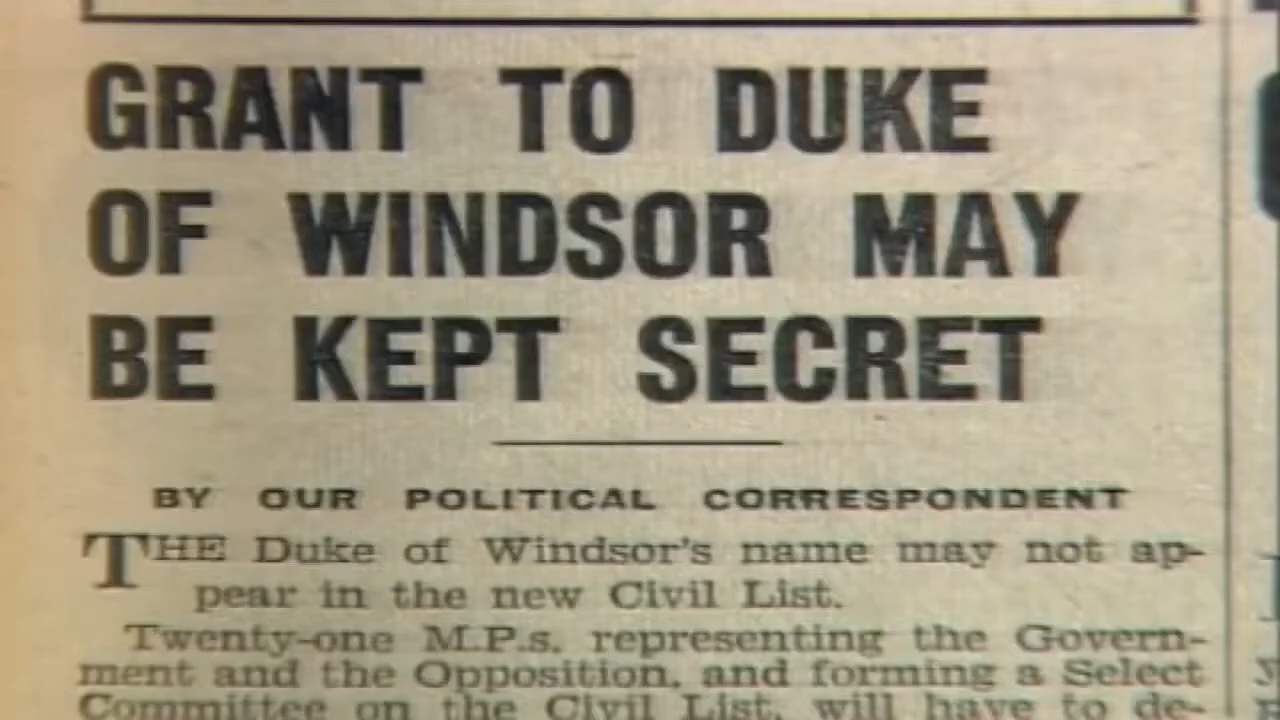 GRANT TO DUKE
OF WINDSOR MAY
BE KEPT SECRET
BY OUR POLITICAL CORRESPONDENT
THE Duke of Windsor's name may not ap-
pear in the new Civil List.
Twenty-one M.P.s, representing the Govern-
ment and the Opposition, and forming a Select
Committee on the Civil List, will have to de-